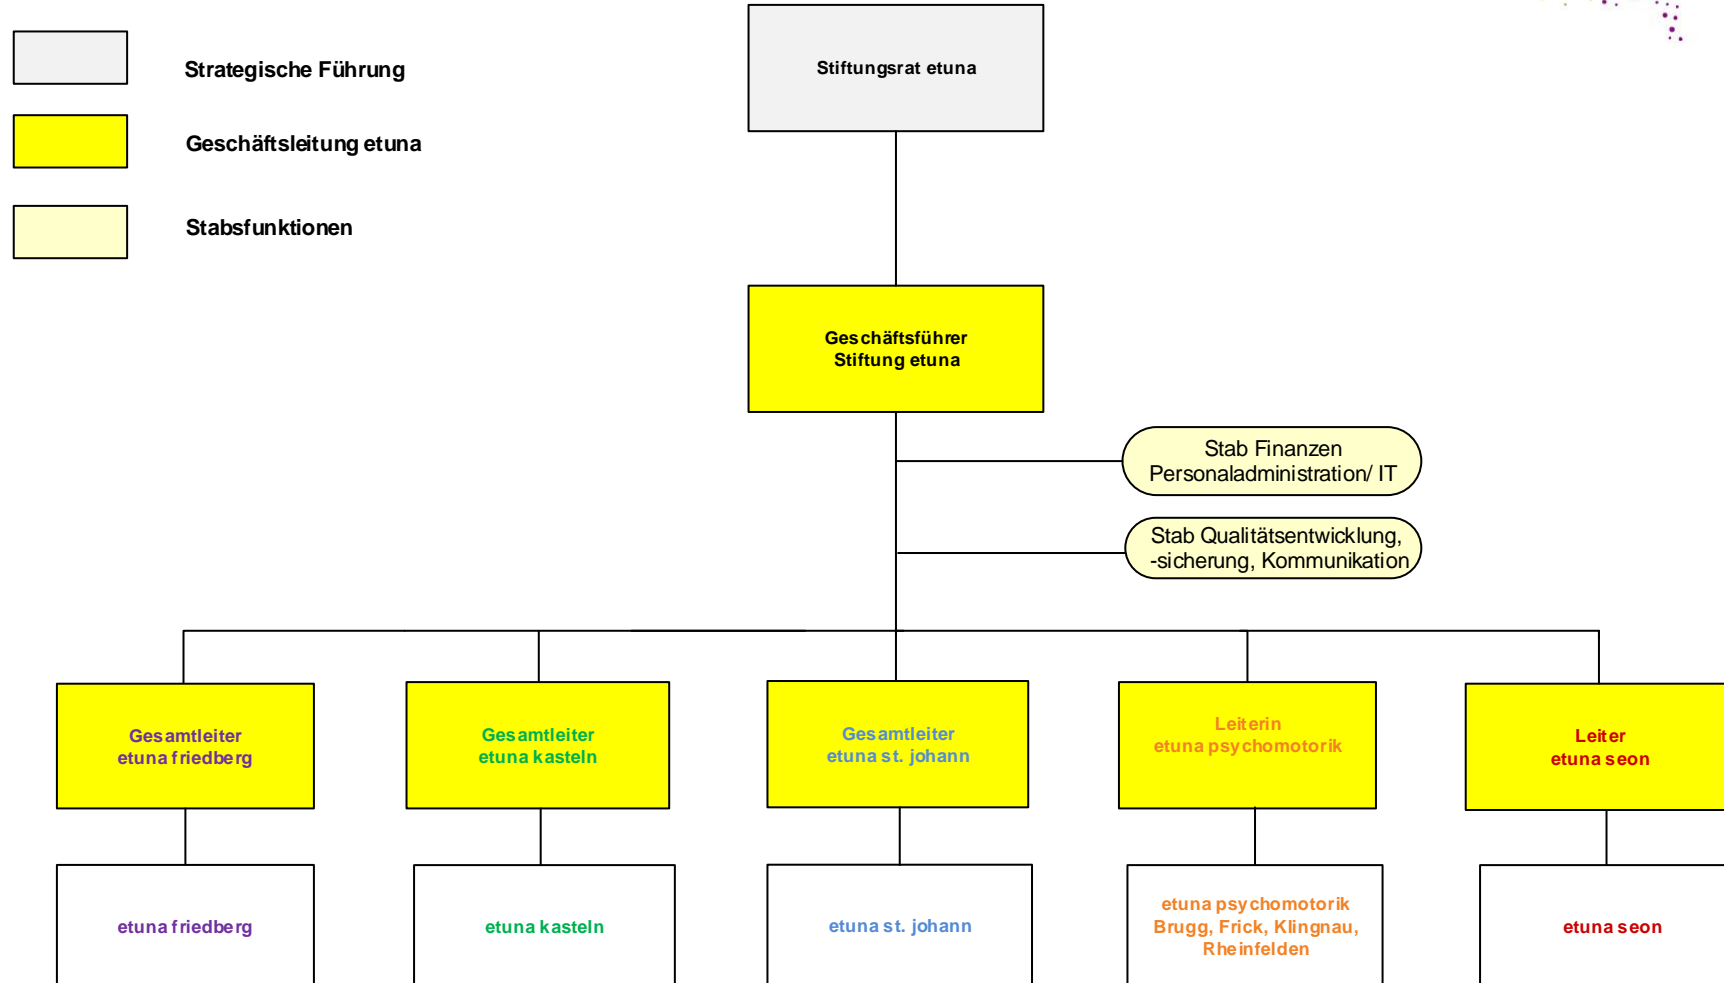 Strategische Führung
Geschäftsleitung etuna
Stabsfunktionen
Stiftungsrat etuna
Geschäftsführer
Stiftung etuna
Stab Finanzen
Personaladministration/ IT
Stab Qualitätsentwicklung,
-sicherung, Kommunikation
Gesamtleiter
etuna friedberg
Gesamtleiter
etuna kasteln
Gesamtleiter
etuna st. johann
Leiterin
etuna psychomotorik
Leiter
etuna seon
etuna friedberg
etuna kasteln
etuna st. johann
etuna psychomotorik
Brugg, Frick, Klingnau,
Rheinfelden
etuna seon